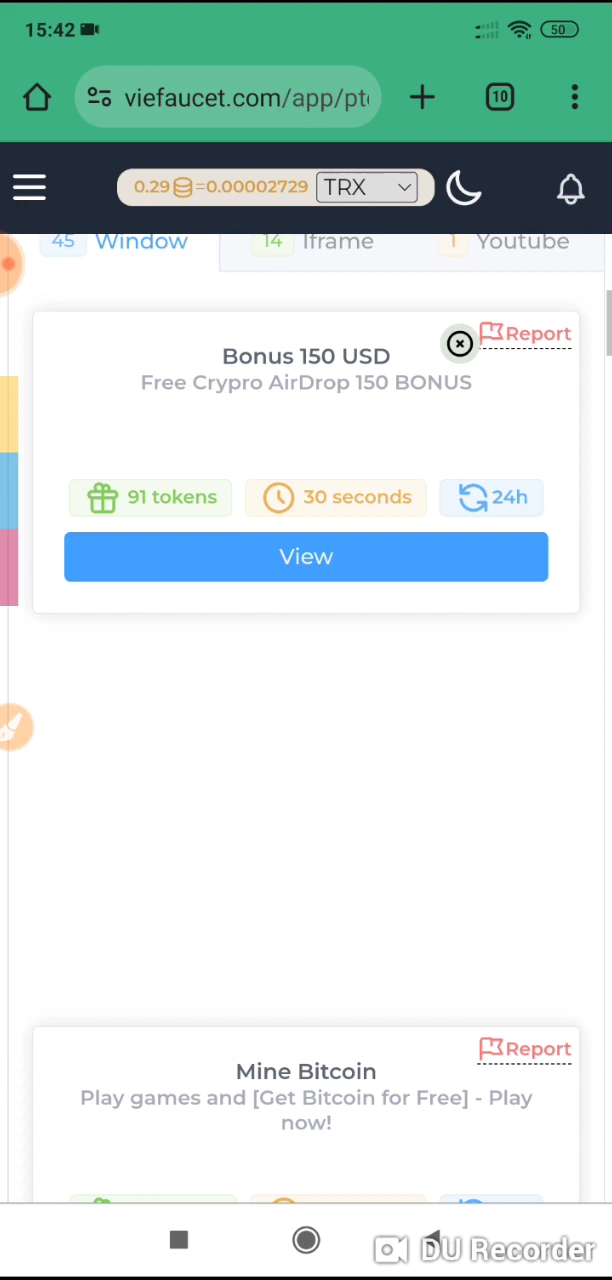 15:42
50
viefaucet.com/app/pt
10
0.29=0.00002729 TRX
45 Window 14 Iframe 1 Youtube
Report
Bonus 150 USD
Free Crypro AirDrop 150 BONUS
91 tokens 30 seconds 24h
View
Report
Mine Bitcoin
Play games and [Get Bitcoin for Free] - Play
now!
DU Recorder